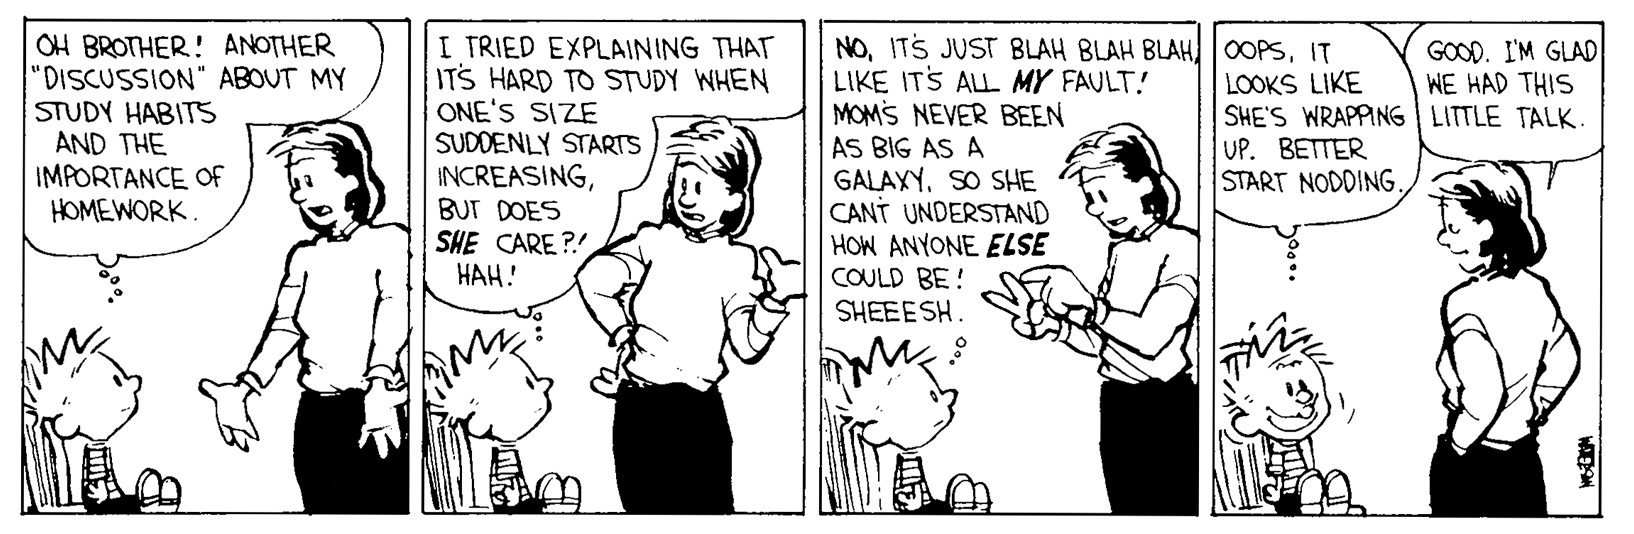 OH BROTHER! ANOTHER
"DISCUSSION" ABOUT MY
STUDY HABITS
AND THE
IMPORTANCE OF
HOMEWORK.
I TRIED EXPLAINING THAT
IT'S HARD TO STUDY WHEN
ONE'S SIZE
SUDDENLY STARTS
INCREASING,
BUT DOES
SHE CARE?!
HAH!
NO, IT'S JUST BLAH BLAH BLAH,
LIKE IT'S ALL MY FAULT!
MOM'S NEVER BEEN
AS BIG AS A
GALAXY, SO SHE
CAN'T UNDERSTAND
HOW ANYONE ELSE
COULD BE!
SHEEESH.
OOPS, IT
LOOKS LIKE
SHE'S WRAPPING
UP. BETTER
START NODDING.
GOOD. I'M GLAD
WE HAD THIS
LITTLE TALK.
WATTERSON